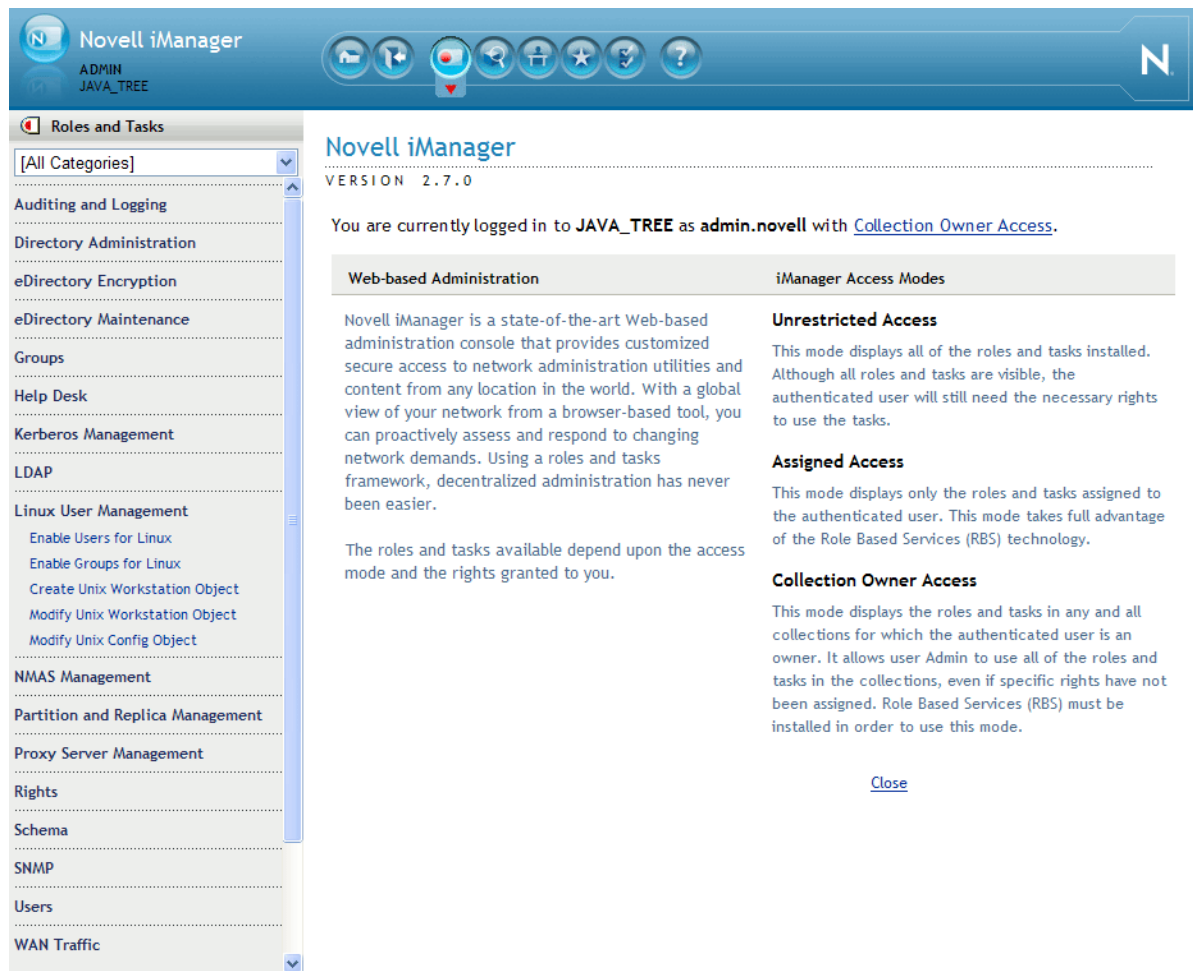 Novell iManager
ADMIN
JAVA_TREE
N
N
?
Roles and Tasks
[All Categories]
Auditing and Logging
Directory Administration
eDirectory Encryption
eDirectory Maintenance
Groups
Help Desk
Kerberos Management
LDAP
Linux User Management
Enable Users for Linux
Enable Groups for Linux
Create Unix Workstation Object
Modify Unix Workstation Object
Modify Unix Config Object
NMAS Management
Partition and Replica Management
Proxy Server Management
Rights
Schema
SNMP
Users
WAN Traffic
Novell iManager
VERSION 2.7.0
You are currently logged in to JAVA_TREE as admin.novell with Collection Owner Access.
Web-based Administration
Novell iManager is a state-of-the-art Web-based
administration console that provides customized
secure access to network administration utilities and
content from any location in the world. With a global
view of your network from a browser-based tool, you
can proactively assess and respond to changing
network demands. Using a roles and tasks
framework, decentralized administration has never
been easier.
The roles and tasks available depend upon the access
mode and the rights granted to you.
iManager Access Modes
Unrestricted Access
This mode displays all of the roles and tasks installed.
Although all roles and tasks are visible, the
authenticated user will still need the necessary rights
to use the tasks.
Assigned Access
This mode displays only the roles and tasks assigned to
the authenticated user. This mode takes full advantage
of the Role Based Services (RBS) technology.
Collection Owner Access
This mode displays the roles and tasks in any and all
collections for which the authenticated user is an
owner. It allows user Admin to use all of the roles and
tasks in the collections, even if specific rights have not
been assigned. Role Based Services (RBS) must be
installed in order to use this mode.
Close